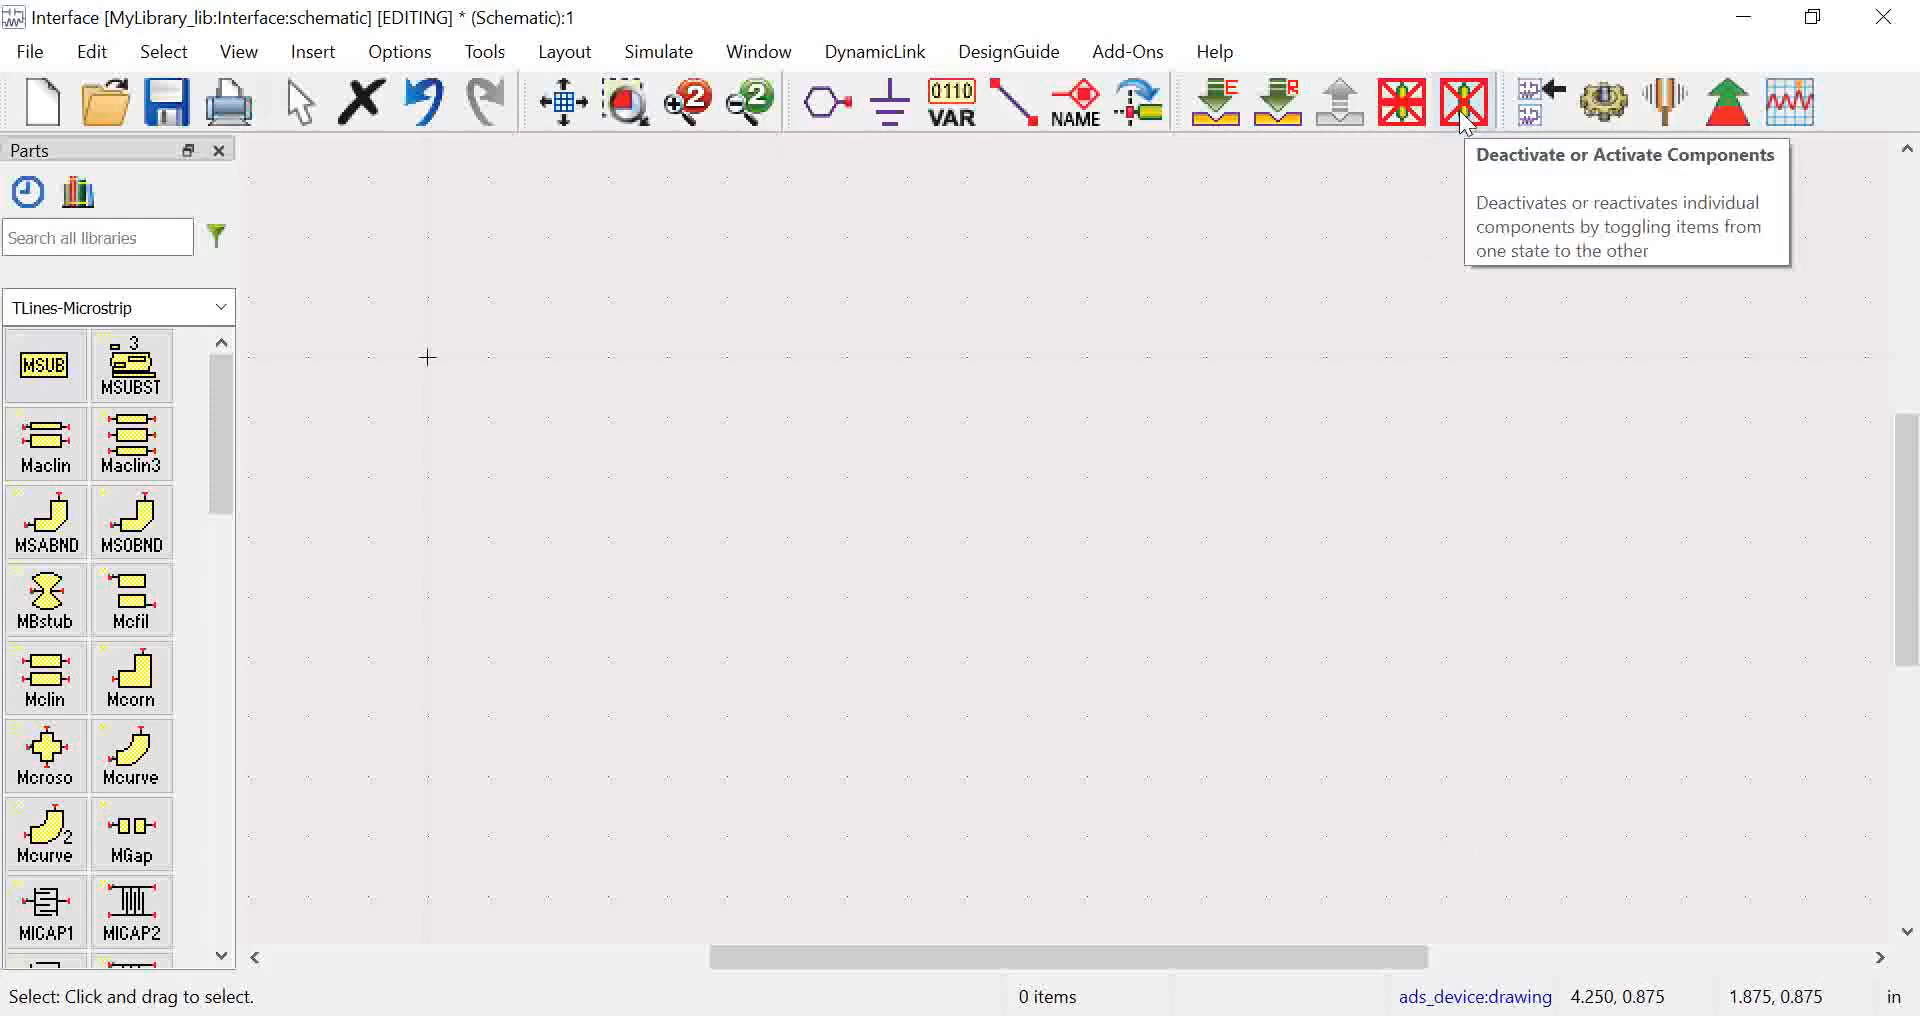 Interface [MyLibrary_lib:Interface:schematic] [EDITING] * (Schematic):1
File Edit Select View Insert Options Tools Layout Simulate Window DynamicLink DesignGuide Add-Ons Help
2 2 0110 VAR NAME E R
Parts
Deactivate or Activate Components
Deactivates or reactivates individual
components by toggling items from
one state to the other
Search all libraries
TLines-Microstrip
MSUB 3 MSUBST
Maclin Maclin3
MSABND MSOBND
MBstub Mcfil
Mclin Mcorn
Mcroso Mcurve
2
Mcurve MGap
MICAP1 MICAP2
Select: Click and drag to select. 0 items ads_device:drawing 4.250, 0.875 1.875, 0.875 in